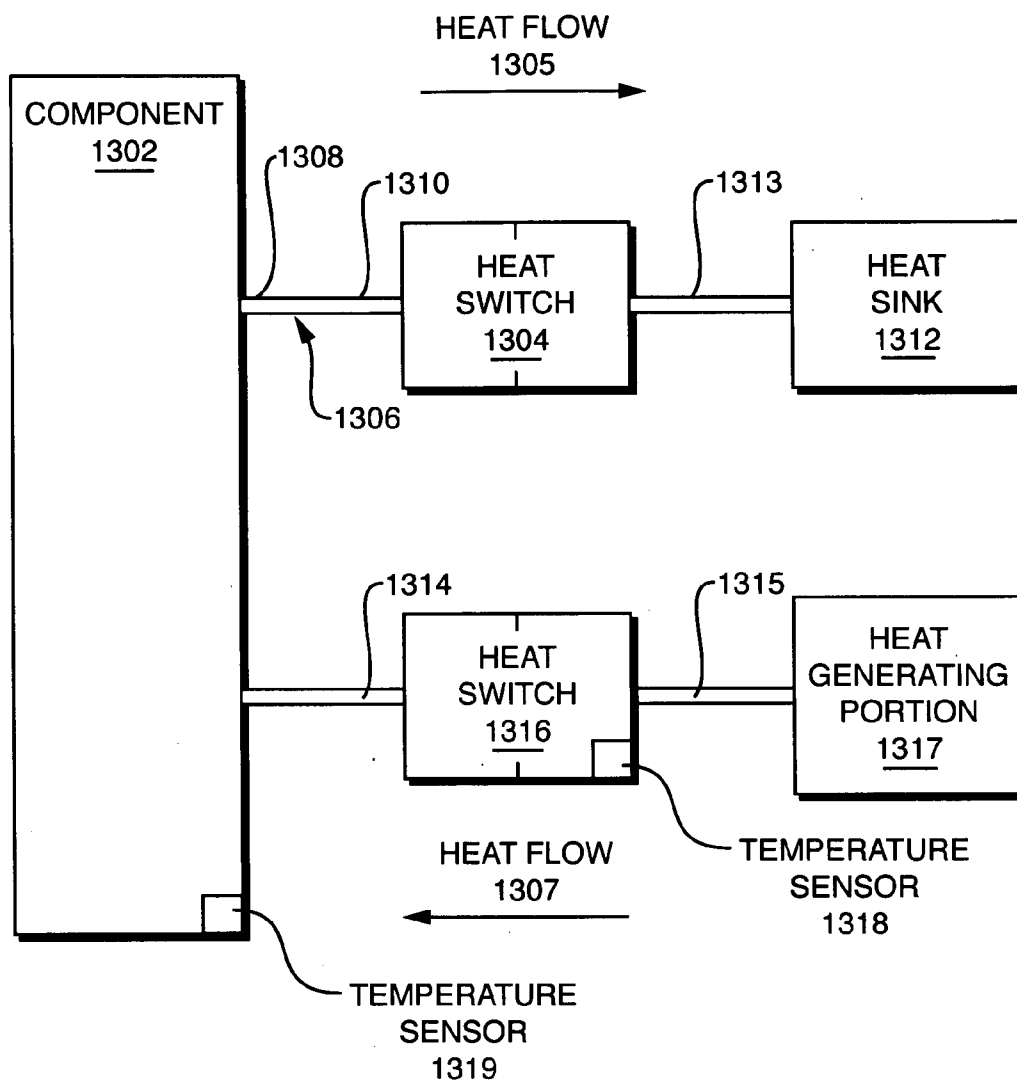 HEAT FLOW
1305
COMPONENT
1302
1308
1310
1313
HEAT
SWITCH
1304
HEAT
SINK
1312
1306
1314
1315
HEAT
SWITCH
1316
HEAT
GENERATING
PORTION
1317
HEAT FLOW
1307
TEMPERATURE
SENSOR
1318
TEMPERATURE
SENSOR
1319